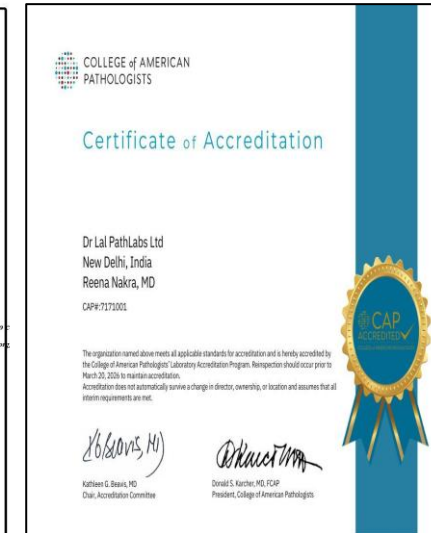 COLLEGE of AMERICAN
PATHOLOGISTS
Certificate of Accreditation
Dr Lal PathLabs Ltd
New Delhi, India
Reena Nakra, MD
CAP#:7171001
The organization named above meets all applicable standards for accreditation and is hereby accredited by
the College of American Pathologists' Laboratory Accreditation Program. Reinspection should occur prior to
March 20, 2026 to maintain accreditation.
Accreditation does not automatically survive a change in director, ownership, or location and assumes that all
interim requirements are met.
Kathleen G. Beavis, MD
Chair, Accreditation Committee
Donald S. Karcher, MD, FCAP
President, College of American Pathologists
CAP
ACCREDITED